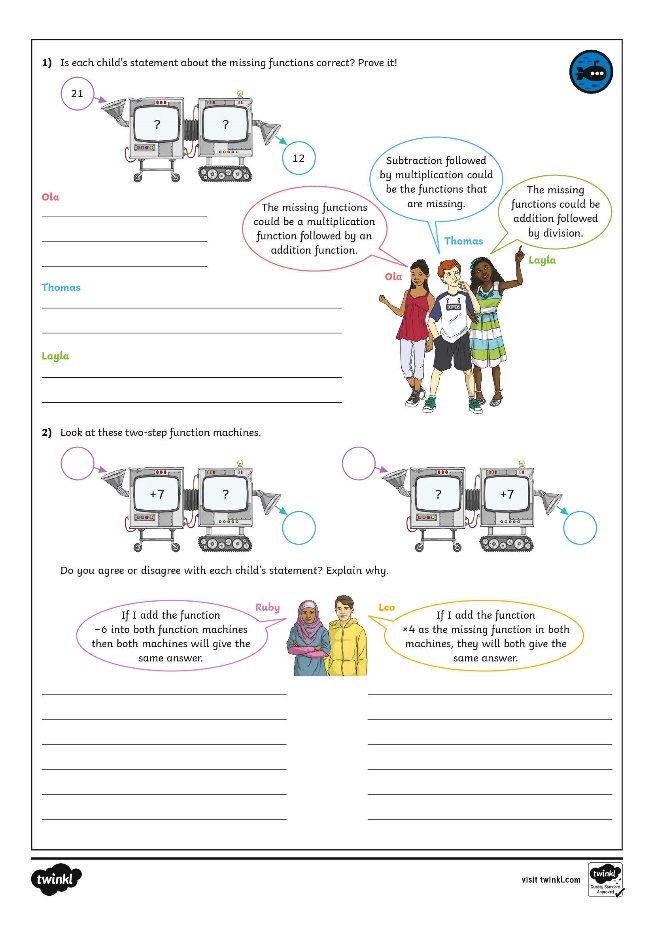 1) Is each child's statement about the missing functions correct? Prove it!
21
?
?
12
Subtraction followed
by multiplication could
be the functions that
are missing.
The missing
functions could be
addition followed
by division.
The missing functions
could be a multiplication
function followed by an
addition function.
Thomas
Layla
Ola
Ola
Thomas
Layla
2) Look at these two-step function machines.
+7
?
?
+7
Do you agree or disagree with each child's statement? Explain why.
Ruby
If I add the function
−6 into both function machines
then both machines will give the
same answer.
Leo
If I add the function
×4 as the missing function in both
machines, they will both give the
same answer.
twinkl
visit twinkl.com
twinkl
Quality Standard
Approved